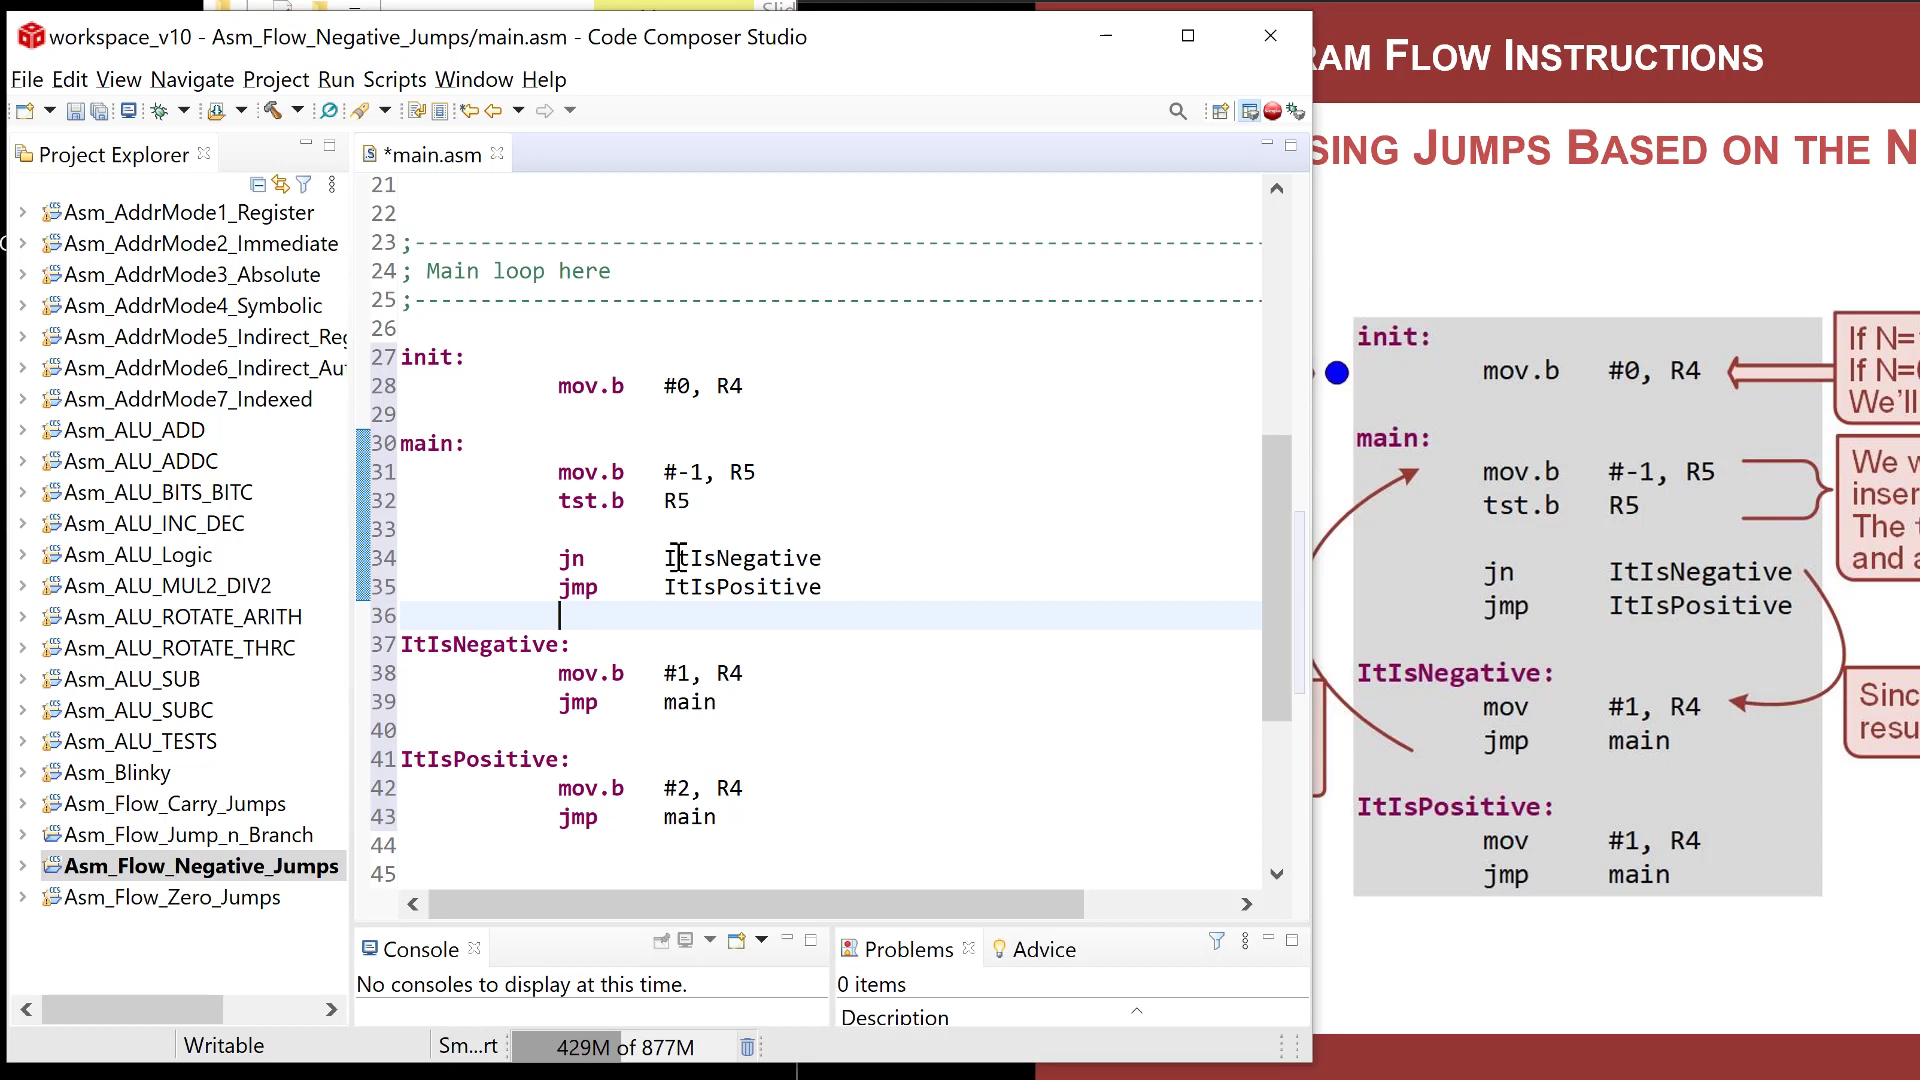 workspace_v10 - Asm_Flow_Negative_Jumps/main.asm - Code Composer Studio
File Edit View Navigate Project Run Scripts Window Help
Project Explorer
Asm_AddrMode1_Register
Asm_AddrMode2_Immediate
Asm_AddrMode3_Absolute
Asm_AddrMode4_Symbolic
Asm_AddrMode5_Indirect_Reg
Asm_AddrMode6_Indirect_Au
Asm_AddrMode7_Indexed
Asm_ALU_ADD
Asm_ALU_ADDC
Asm_ALU_BITS_BITC
Asm_ALU_INC_DEC
Asm_ALU_Logic
Asm_ALU_MUL2_DIV2
Asm_ALU_ROTATE_ARITH
Asm_ALU_ROTATE_THRC
Asm_ALU_SUB
Asm_ALU_SUBC
Asm_ALU_TESTS
Asm_Blinky
Asm_Flow_Carry_Jumps
Asm_Flow_Jump_n_Branch
Asm_Flow_Negative_Jumps
Asm_Flow_Zero_Jumps
*main.asm
21
22
23 ;-----------------------------------------------------------------
24 ; Main loop here
25 ;-----------------------------------------------------------------
26
27 init:
28 mov.b #0, R4
29
30 main:
31 mov.b #-1, R5
32 tst.b R5
33
34 jn ItIsNegative
35 jmp ItIsPositive
36
37 ItIsNegative:
38 mov.b #1, R4
39 jmp main
40
41 ItIsPositive:
42 mov.b #2, R4
43 jmp main
44
45
Console
No consoles to display at this time.
Problems
Advice
0 items
Description
Writable
Sm...rt
429M of 877M
RAM FLOW INSTRUCTIONS
SING JUMPS BASED ON THE N
init:
mov.b #0, R4
main:
mov.b #-1, R5
tst.b R5
jn ItIsNegative
jmp ItIsPositive
ItIsNegative:
mov #1, R4
jmp main
ItIsPositive:
mov #1, R4
jmp main
If N=
If N=
We'll
We w
inser
The t
and a
Sinc
resu